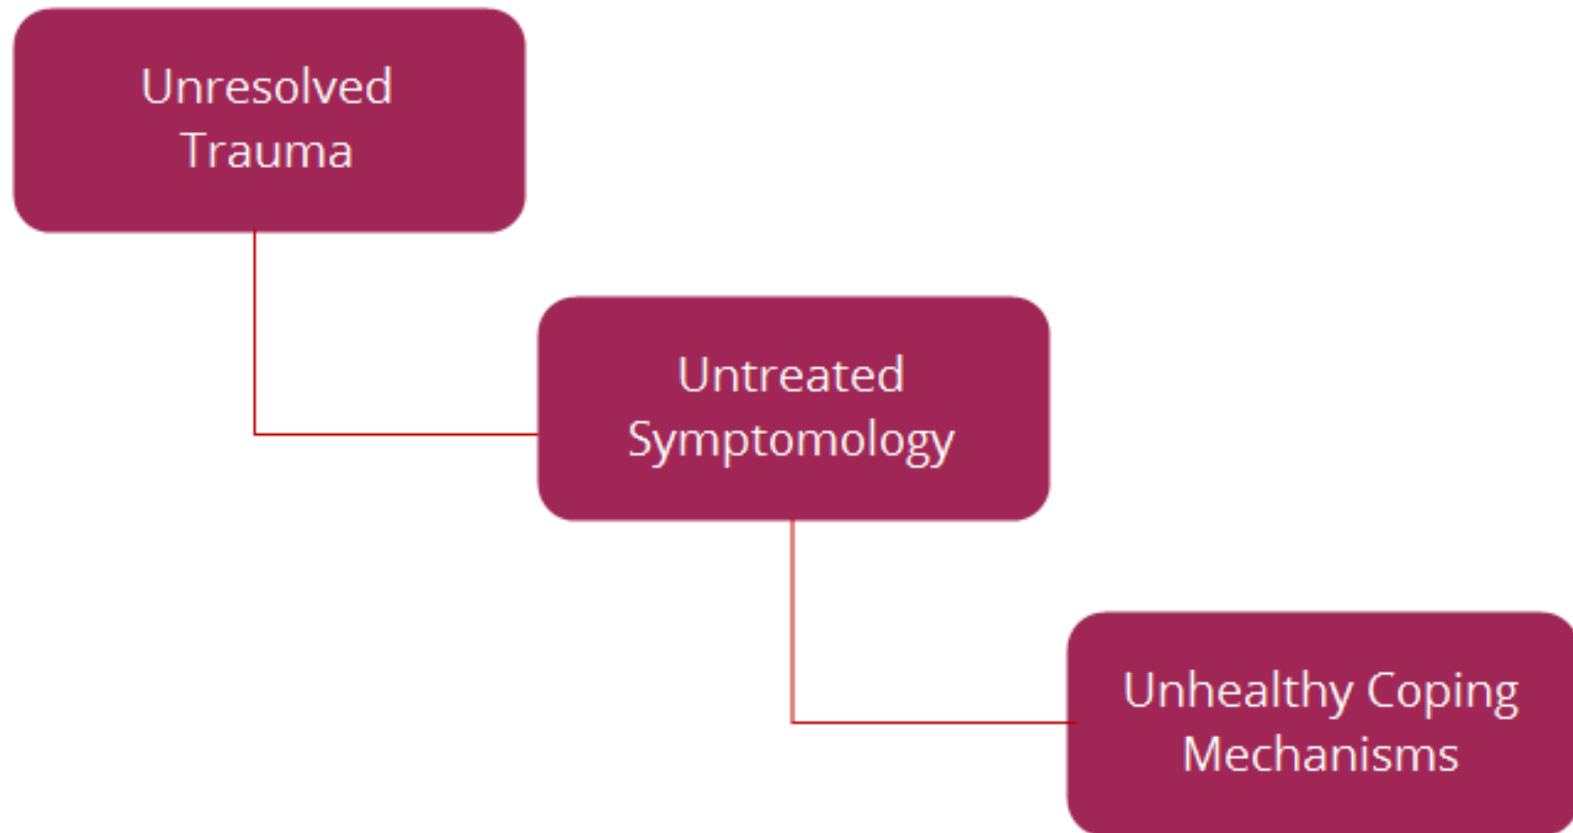 Unresolved
Trauma
Untreated
Symptomology
Unhealthy Coping
Mechanisms